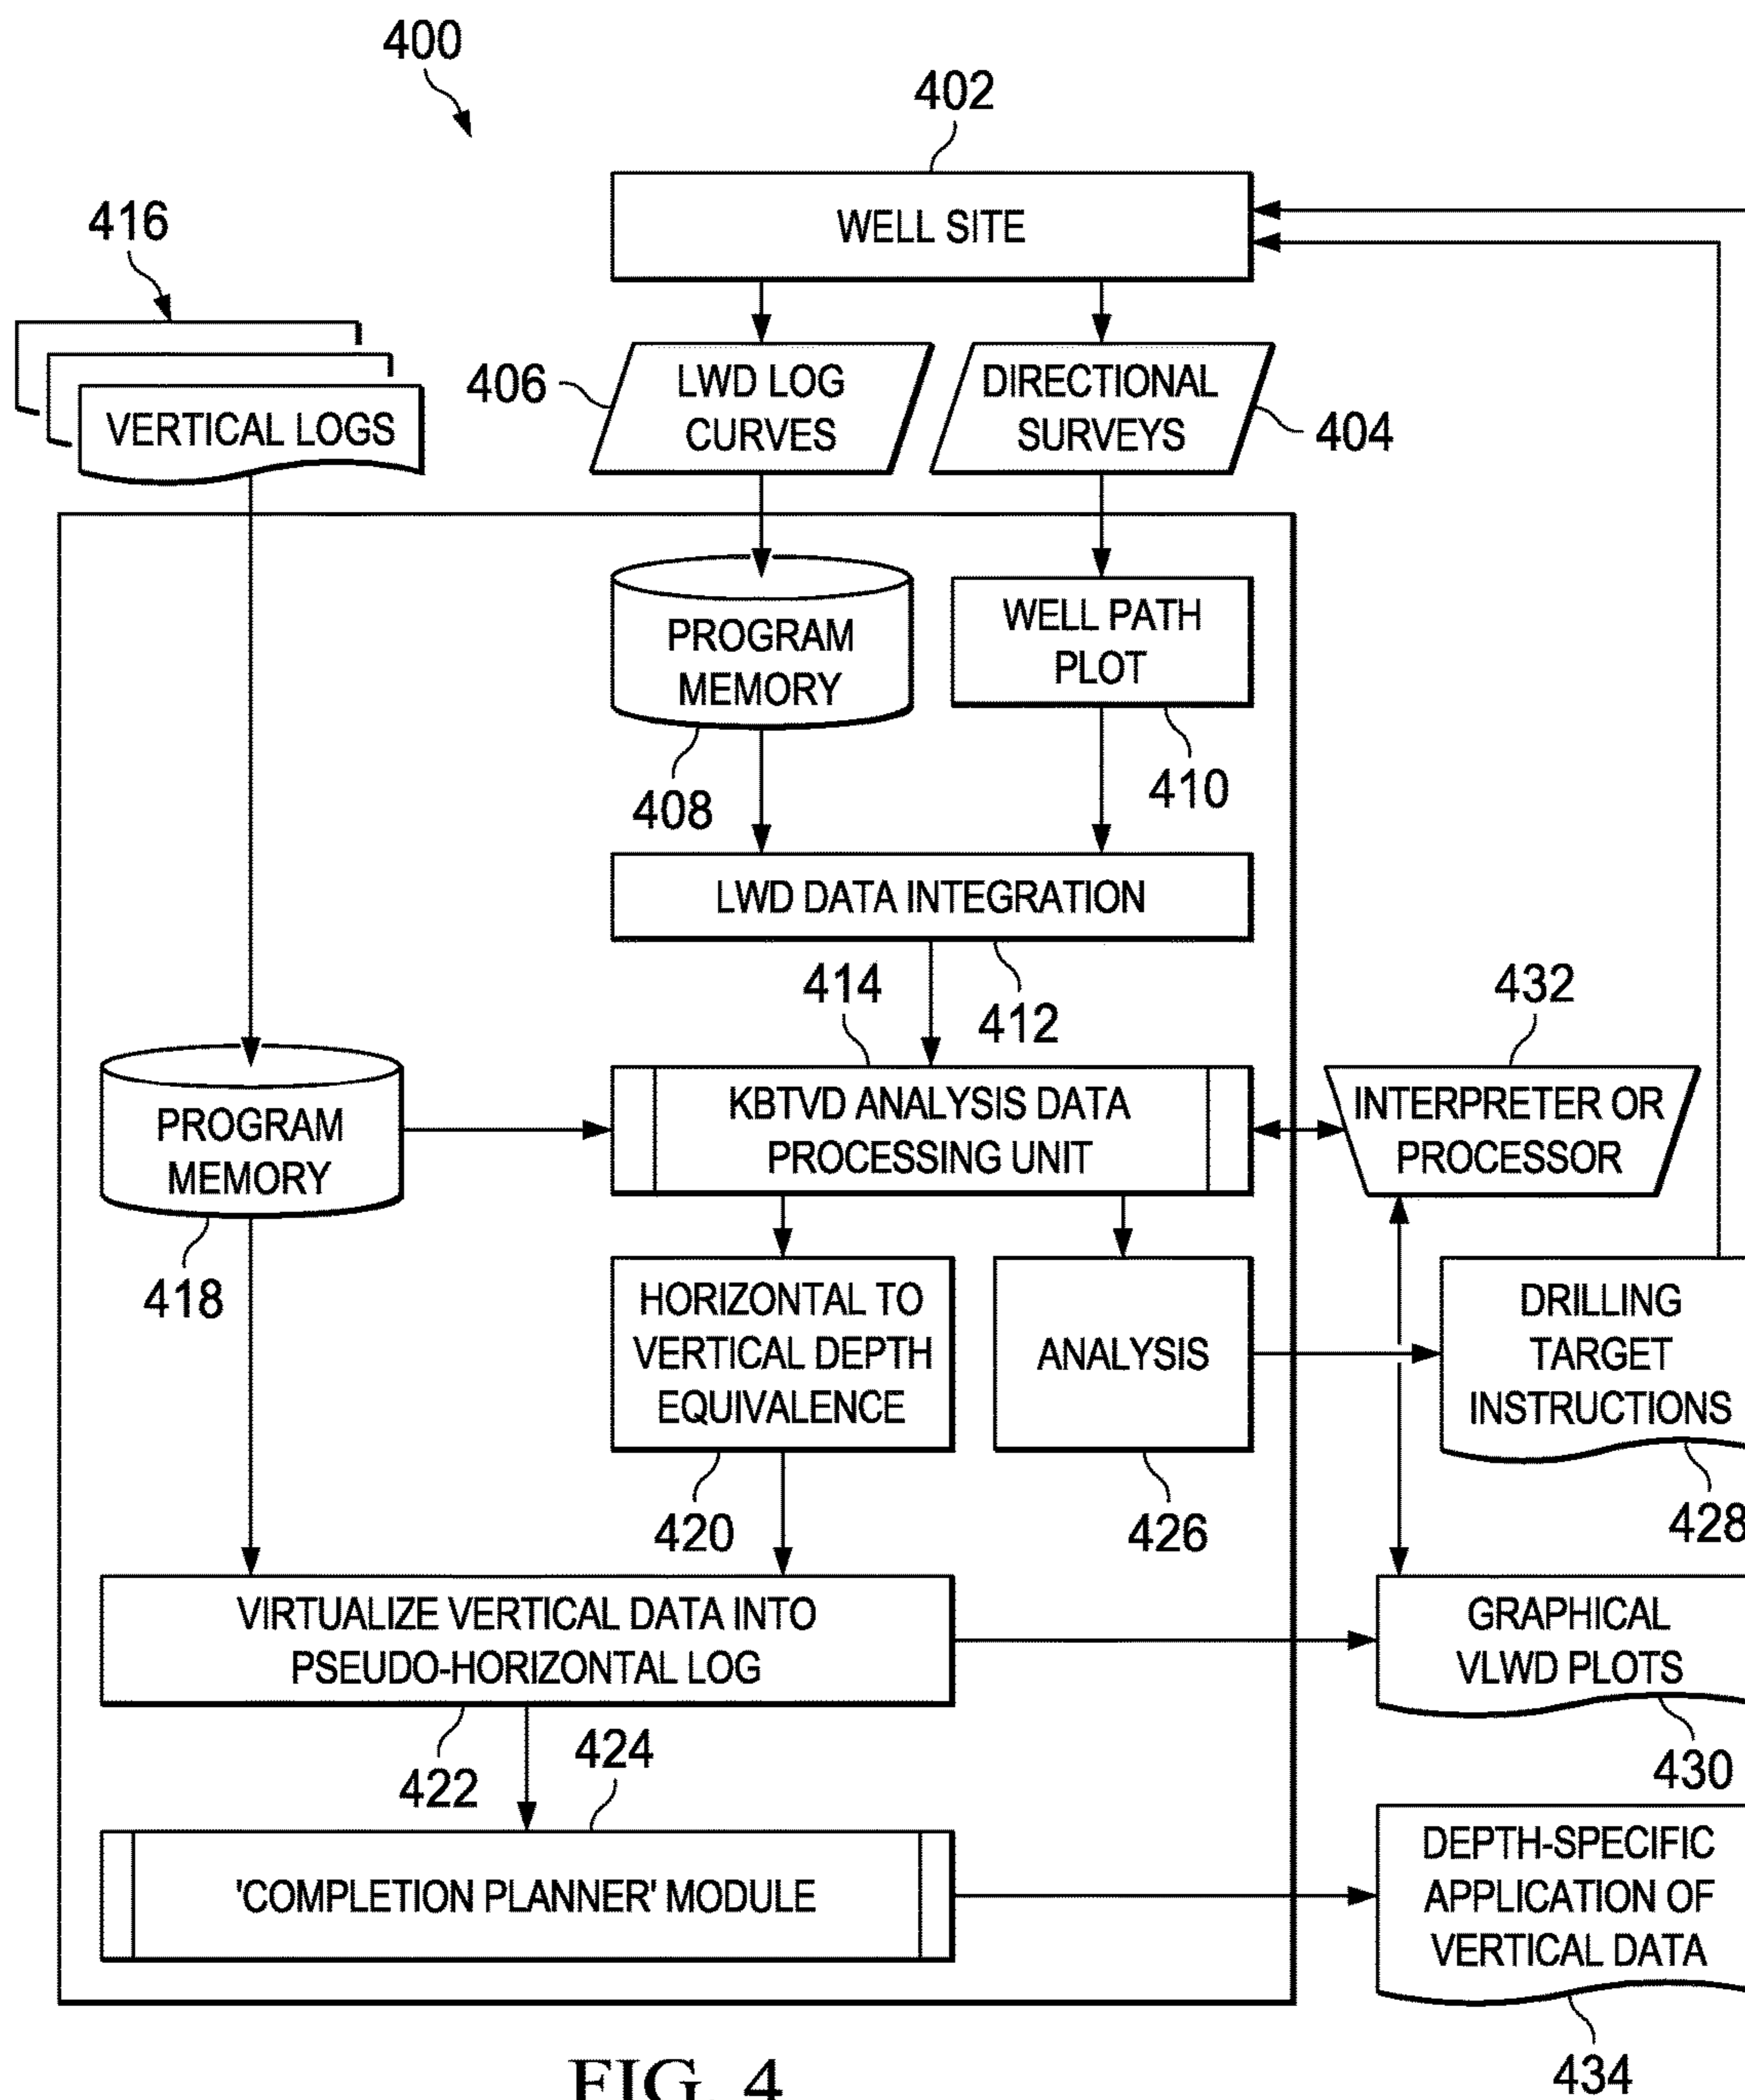 400
402
WELL SITE
416
VERTICAL LOGS
406
LWD LOG
CURVES
DIRECTIONAL
SURVEYS
404
PROGRAM
MEMORY
408
WELL PATH
PLOT
410
LWD DATA INTEGRATION
412
414
KBTVD ANALYSIS DATA
PROCESSING UNIT
432
INTERPRETER OR
PROCESSOR
PROGRAM
MEMORY
418
HORIZONTAL TO
VERTICAL DEPTH
EQUIVALENCE
420
ANALYSIS
426
DRILLING
TARGET
INSTRUCTIONS
428
VIRTUALIZE VERTICAL DATA INTO
PSEUDO-HORIZONTAL LOG
422
GRAPHICAL
VLWD PLOTS
430
424
'COMPLETION PLANNER' MODULE
DEPTH-SPECIFIC
APPLICATION OF
VERTICAL DATA
434
FIG. 4